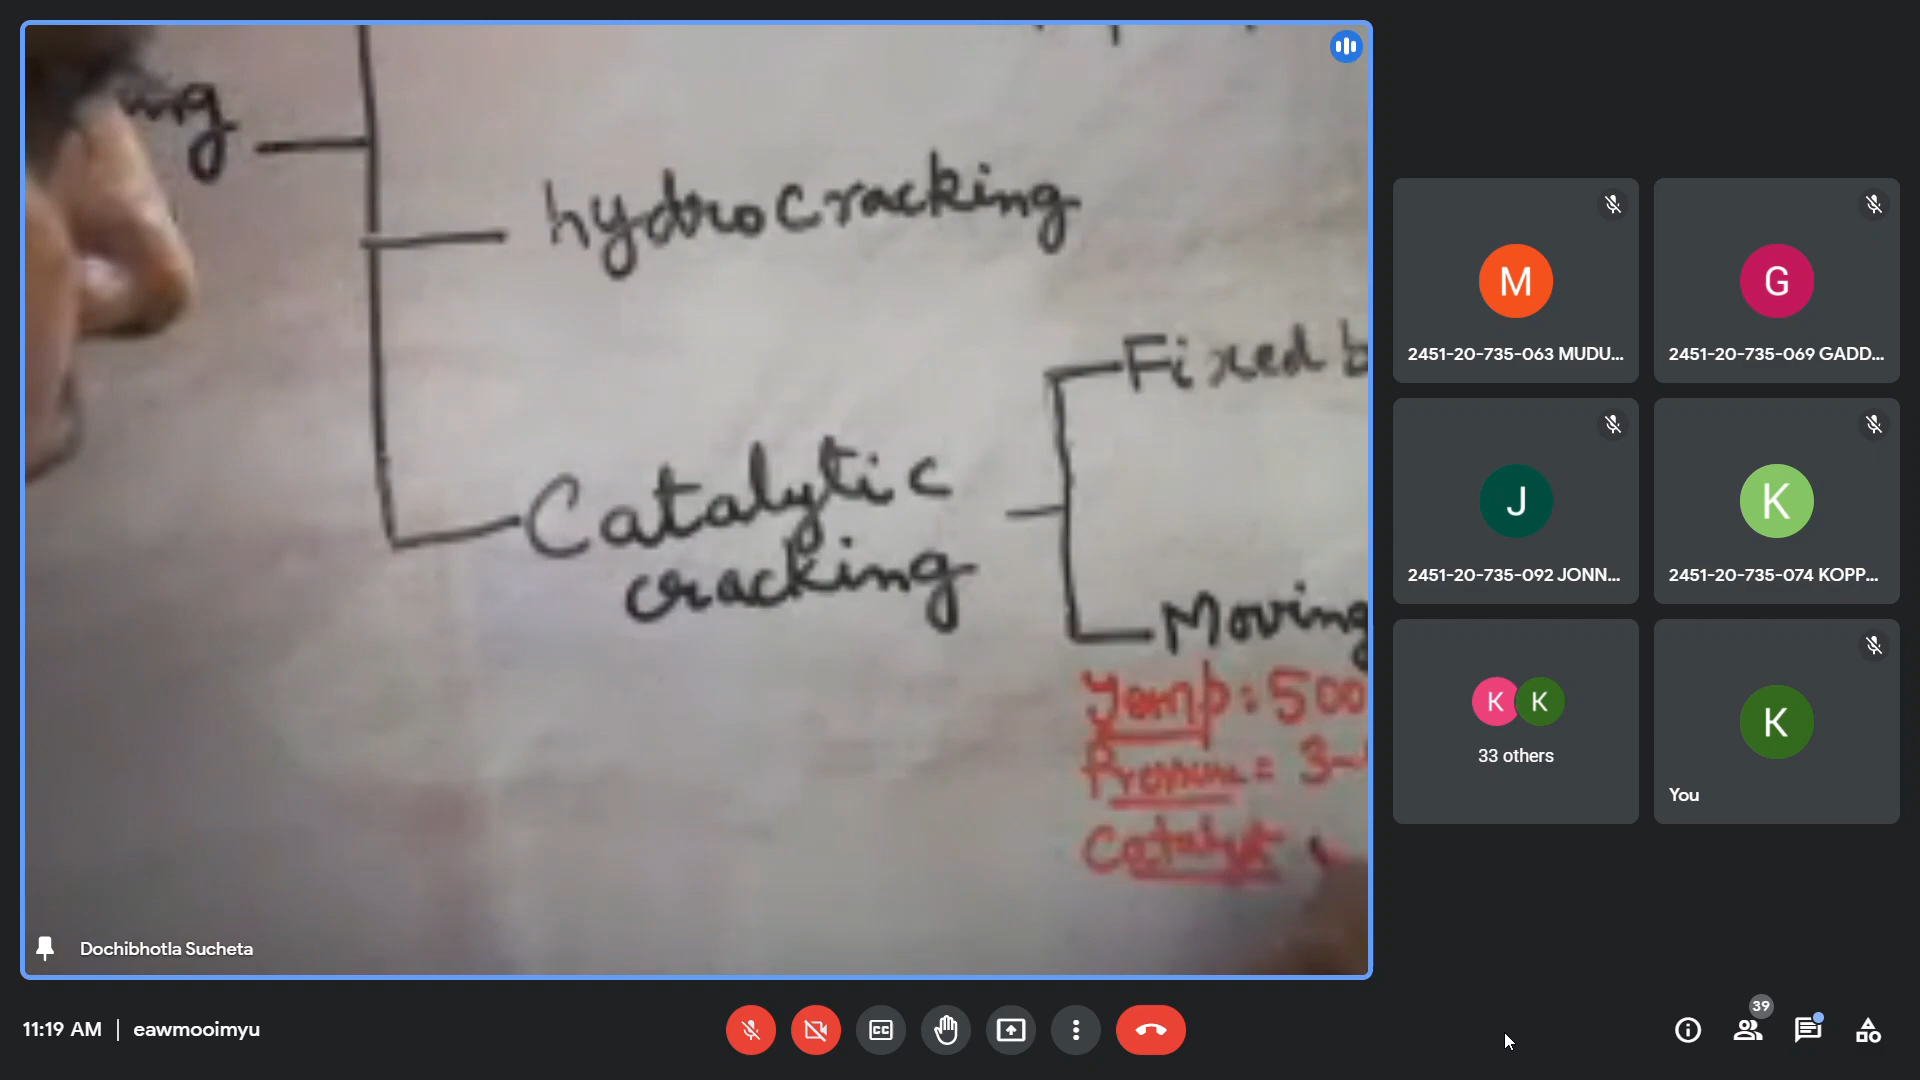 ing
hydrocracking
Fixed b
Catalytic
cracking
Moving
Temp: 500
Pressure = 3-
Catalyst
Dochibhotla Sucheta
M
2451-20-735-063 MUDU...
G
2451-20-735-069 GADD...
J
2451-20-735-092 JONN...
K
2451-20-735-074 KOPP...
K K
33 others
K
You
11:19 AM | eawmooimyu
CC
39